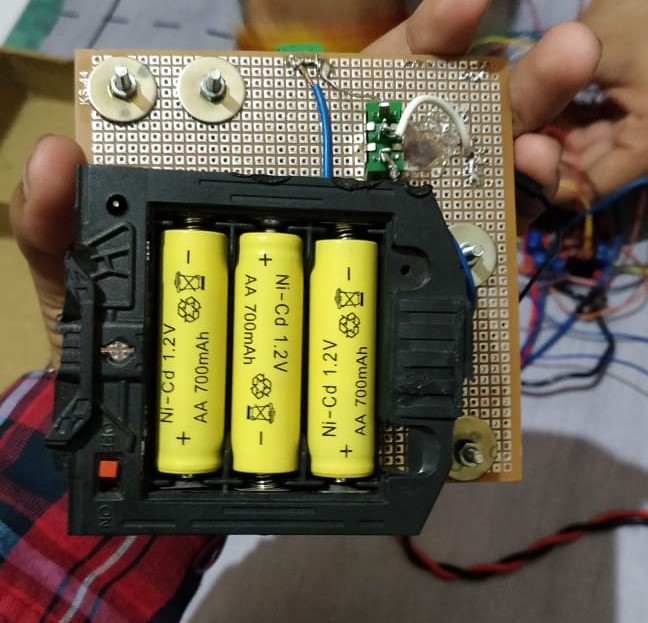 KS-44
−
Ni-Cd 1.2V
AA 700mAh
+
+
Ni-Cd 1.2V
AA 700mAh
−
−
Ni-Cd 1.2V
AA 700mAh
+
ON